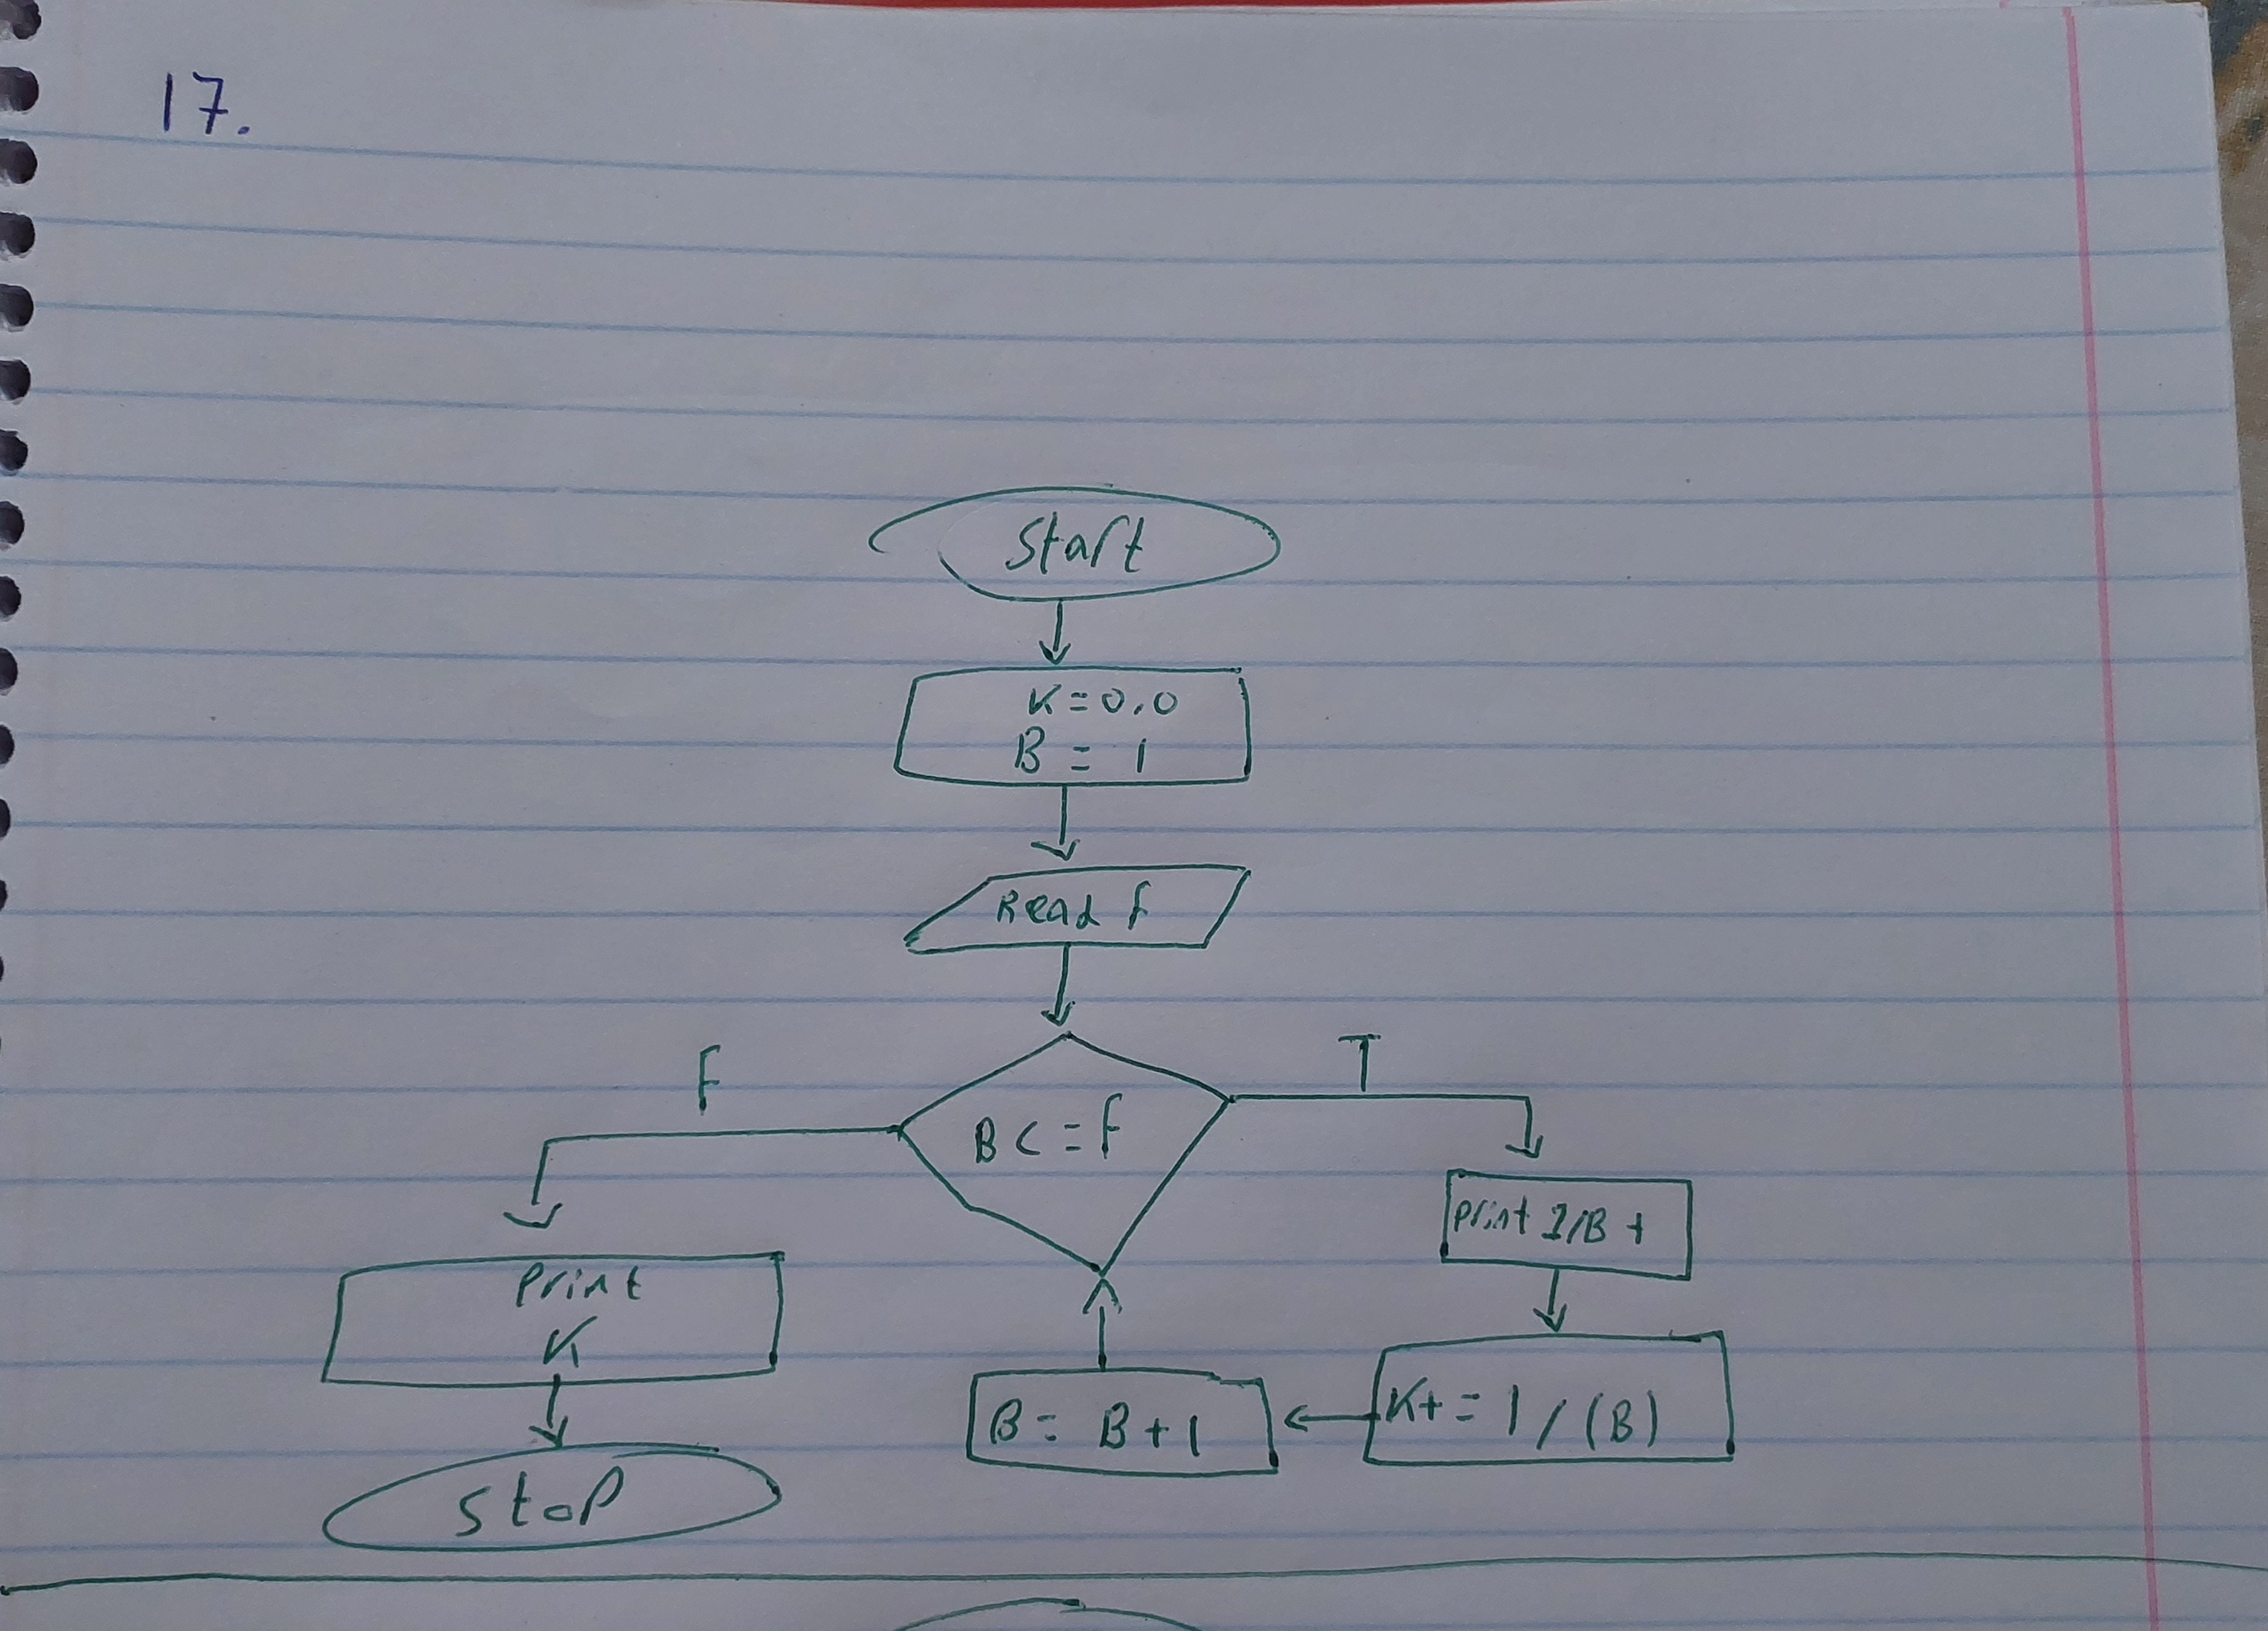 17.
Start
K=0.0
B = 1
Read f
F
T
B <= f
print 1/B +
print
K
K+ = 1 / (B)
B = B + 1
stop